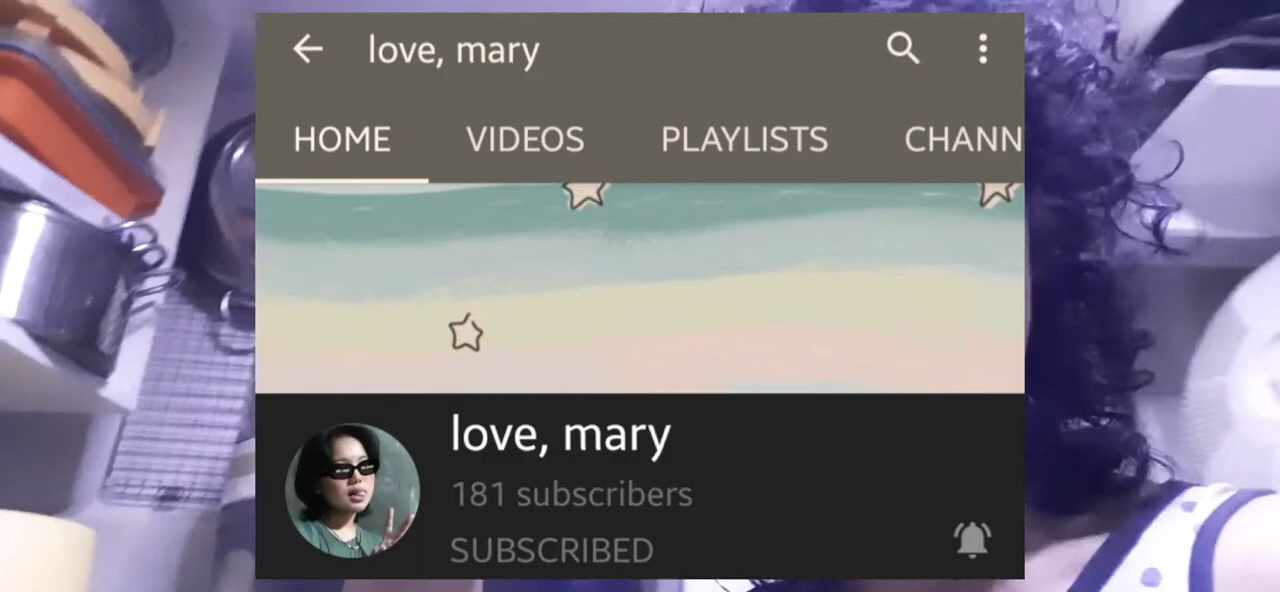 love, mary
HOME VIDEOS PLAYLISTS CHANN
love, mary
181 subscribers
SUBSCRIBED